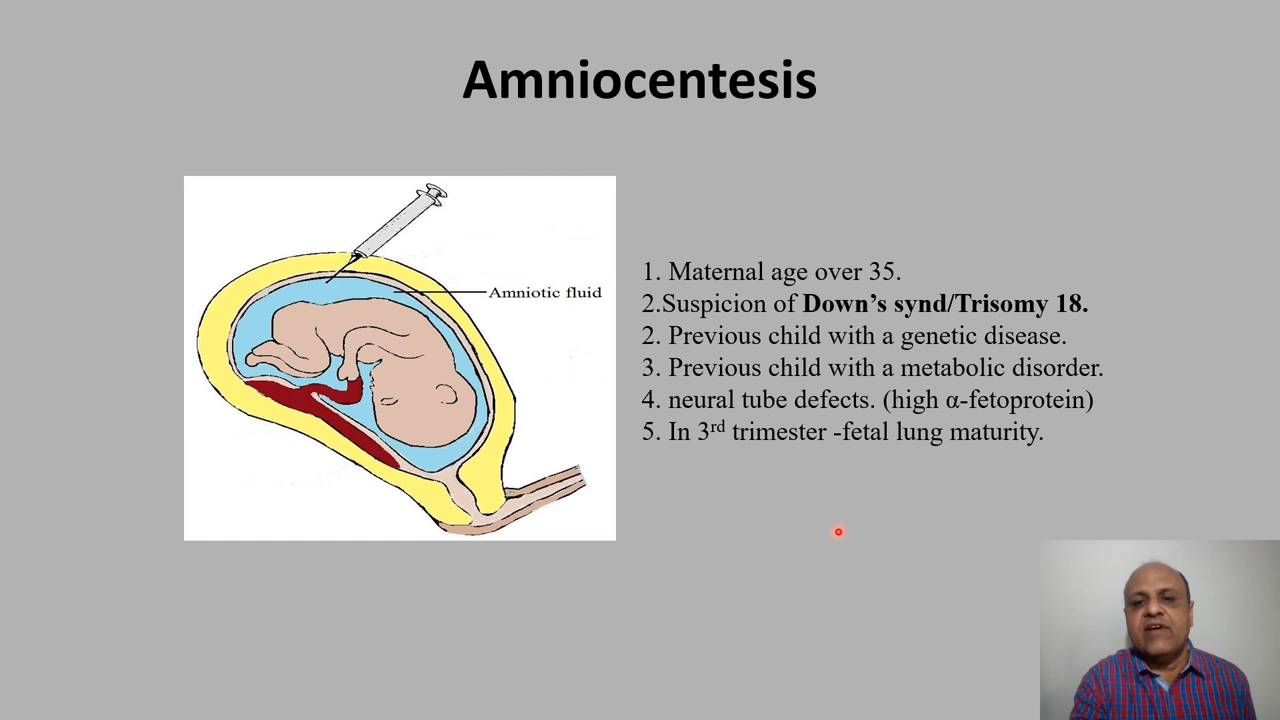 Amniocentesis
Amniotic fluid
1. Maternal age over 35.
2.Suspicion of Down’s synd/Trisomy 18.
2. Previous child with a genetic disease.
3. Previous child with a metabolic disorder.
4. neural tube defects. (high α-fetoprotein)
5. In 3rd trimester -fetal lung maturity.